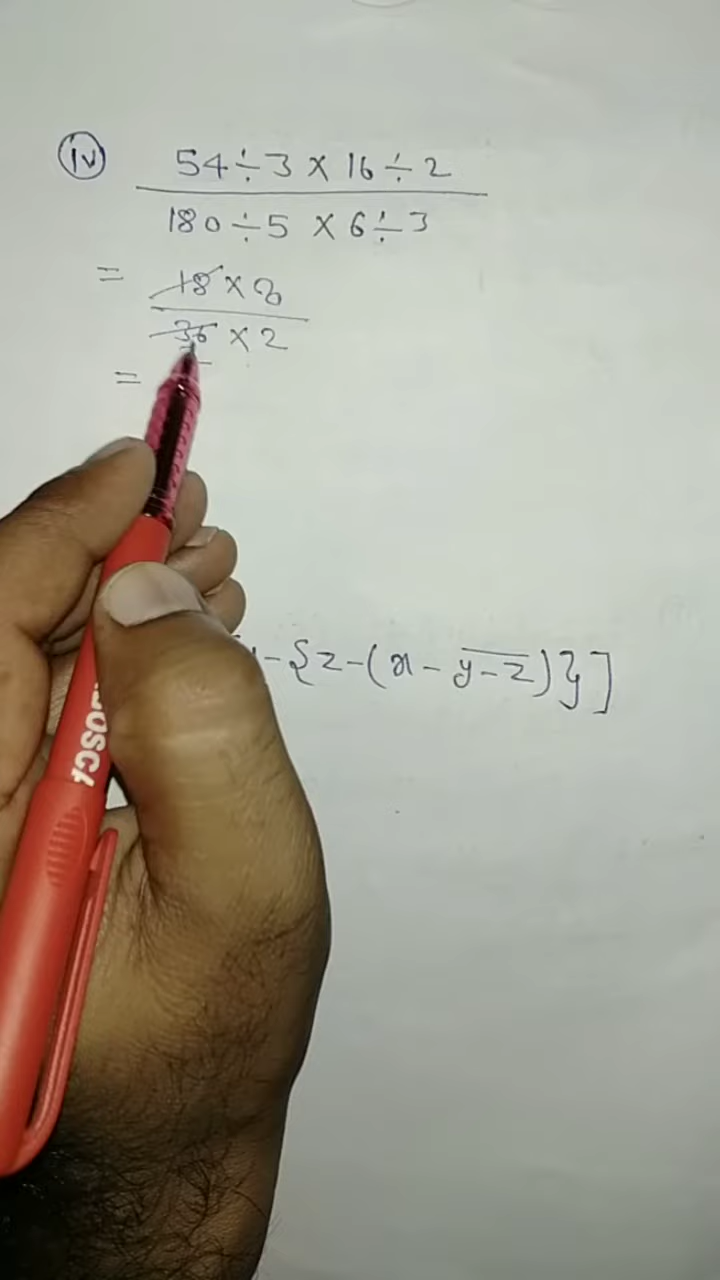 (iv) 54÷3 × 16÷2
180÷5 × 6÷3
= 18 × 8
36 × 2
=
-{z-(x-y-z)}]